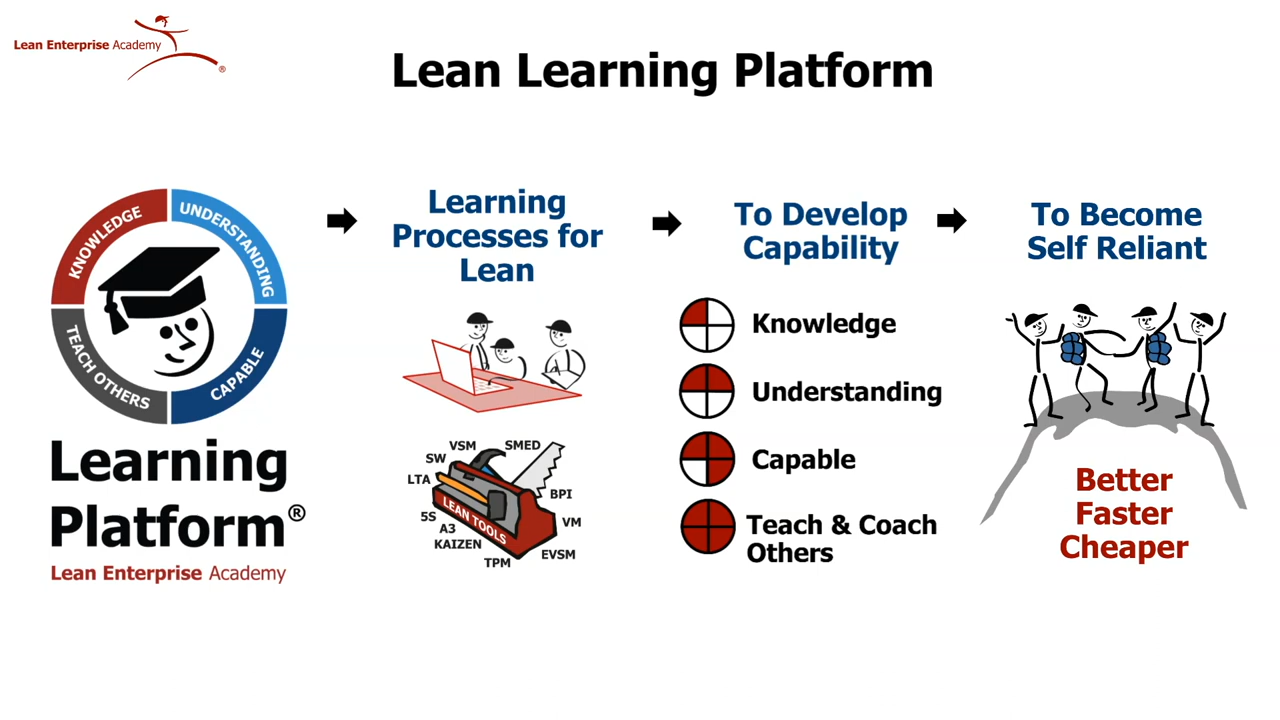 Lean Enterprise Academy
®
Lean Learning Platform
KNOWLEDGE
UNDERSTANDING
TEACH OTHERS
CAPABLE
Learning
Platform®
Lean Enterprise Academy
Learning
Processes for
Lean
VSM
SMED
SW
LTA
BPI
5S
LEAN TOOLS
VM
A3
KAIZEN
EVSM
TPM
To Develop
Capability
Knowledge
Understanding
Capable
Teach & Coach
Others
To Become
Self Reliant
Better
Faster
Cheaper